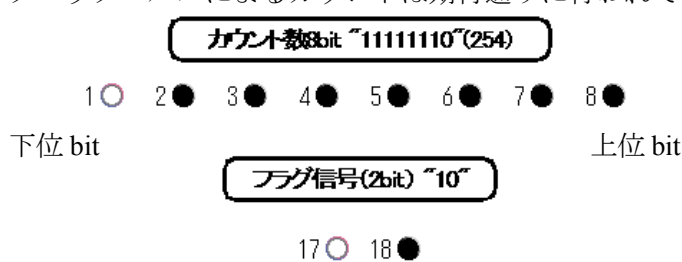 カウント数8bit ″11111110″(254)
1○ 2● 3● 4● 5● 6● 7● 8●
下位 bit 上位 bit
フラグ信号(2bit) ″10″
17○ 18●